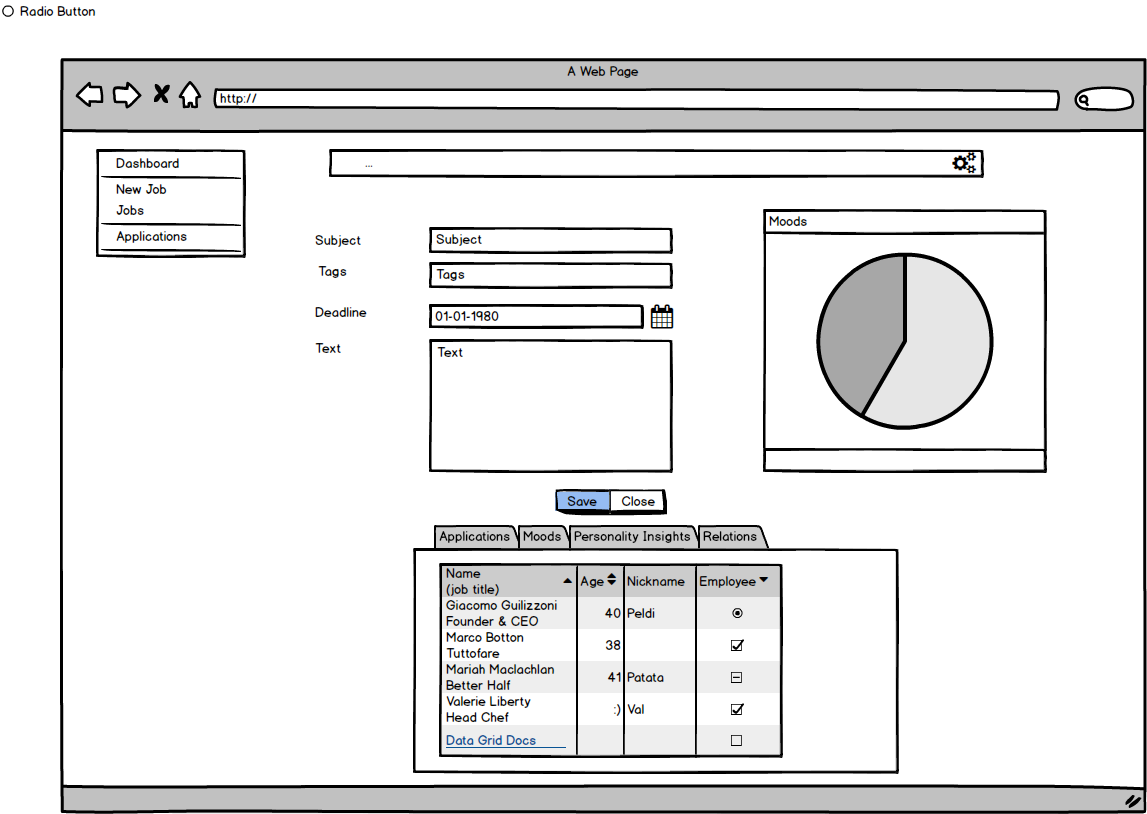 Radio Button
A Web Page
http://
Dashboard
New Job
Jobs
Applications
...
Subject
Subject
Tags
Tags
Deadline
01-01-1980
Text
Text
Moods
Save
Close
Applications
Moods
Personality Insights
Relations
Name
(job title)
Age
Nickname
Employee
Giacomo Guilizzoni
Founder & CEO
40
Peldi
Marco Botton
Tuttofare
38
Mariah Maclachlan
Better Half
41
Patata
Valerie Liberty
Head Chef
:)
Val
Data Grid Docs